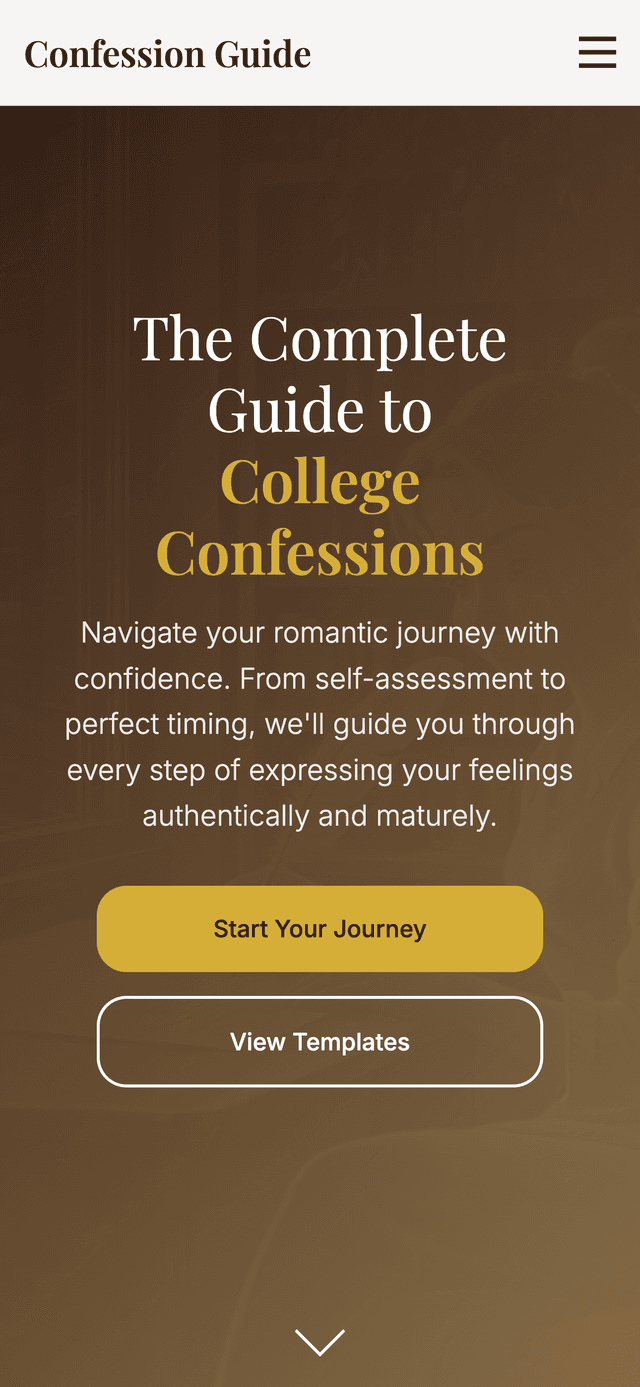 Confession Guide
The Complete
Guide to
College
Confessions
Navigate your romantic journey with
confidence. From self-assessment to
perfect timing, we'll guide you through
every step of expressing your feelings
authentically and maturely.
Start Your Journey
View Templates